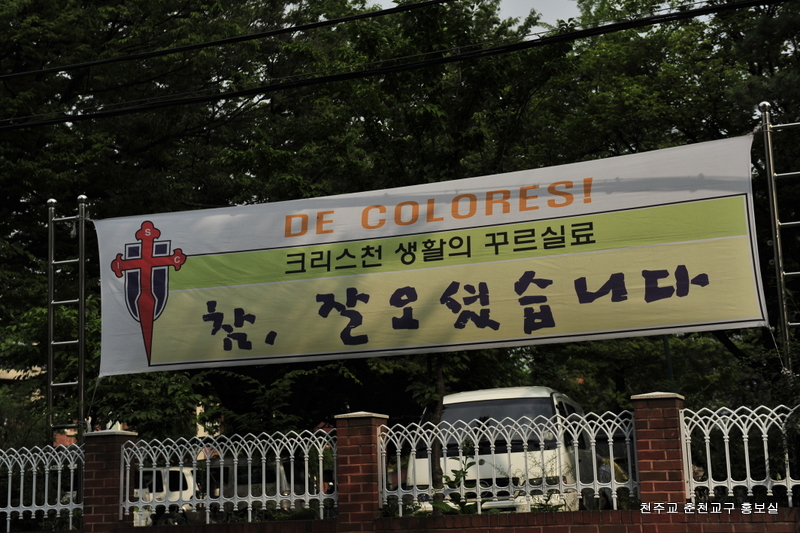 DE COLORES!
크리스천 생활의 꾸르실료
참, 잘 오셨습니다
천주교 춘천교구 홍보실